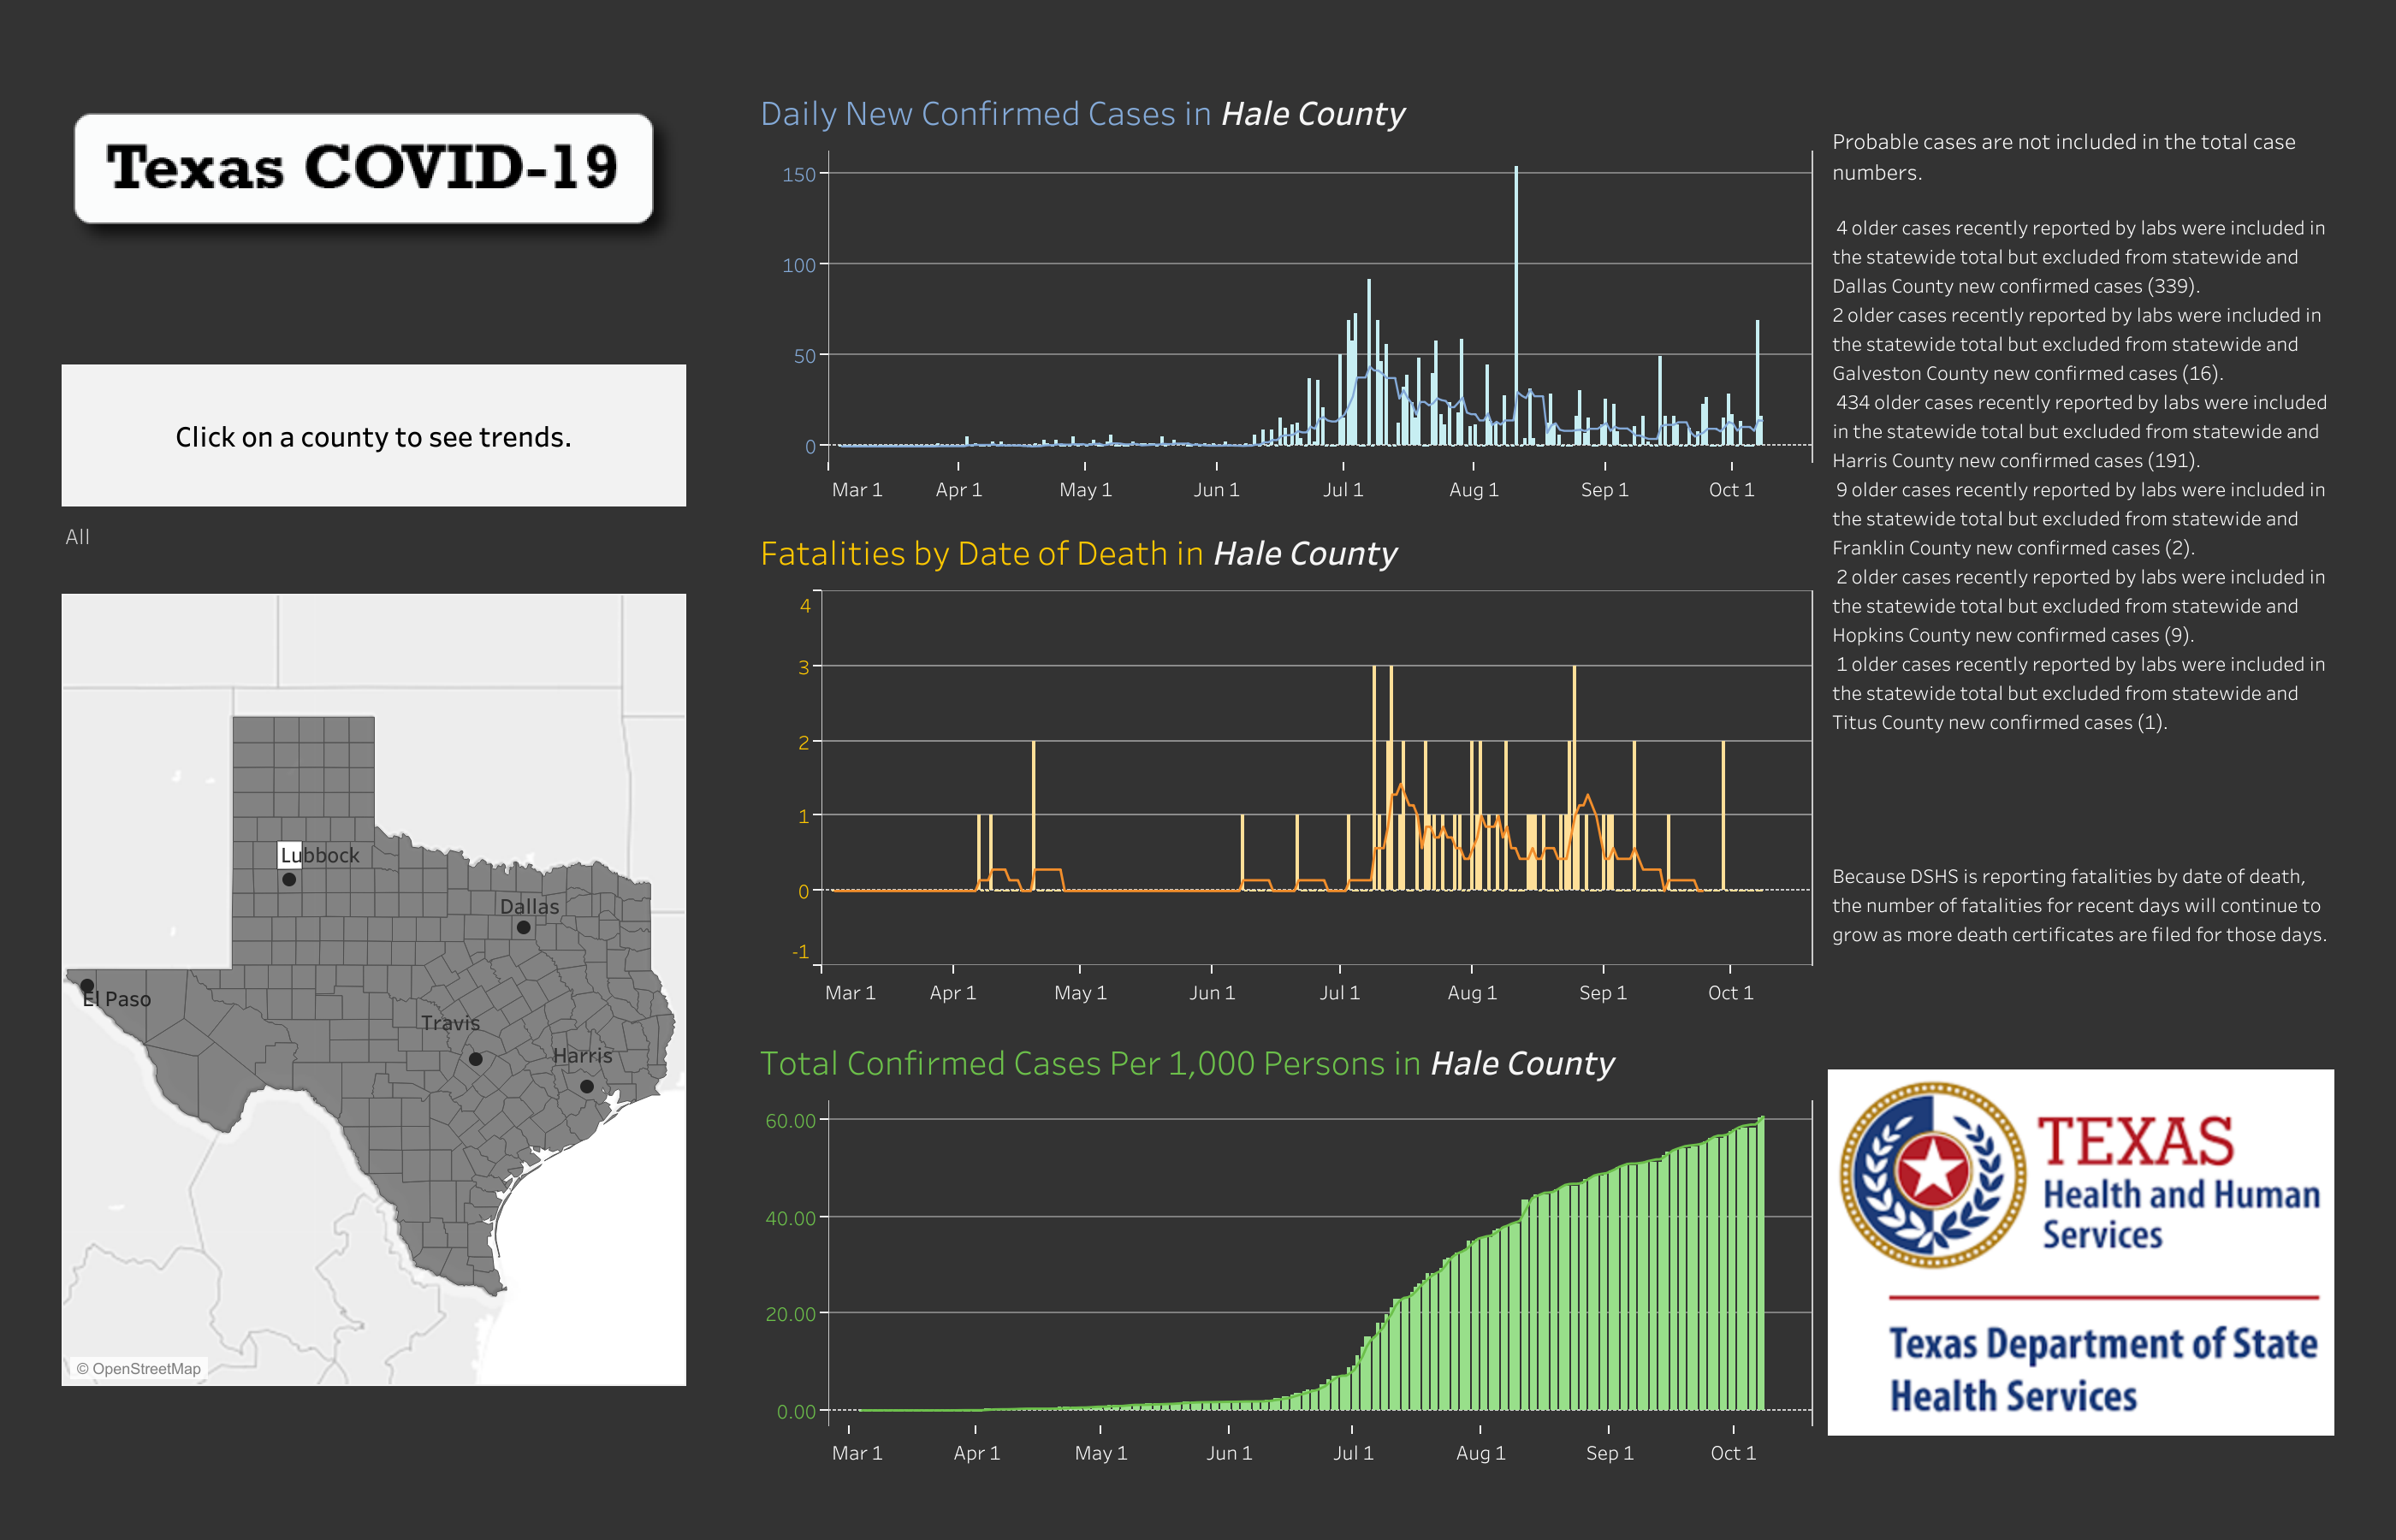 Texas COVID-19
Click on a county to see trends.
All
Lubbock
Dallas
El Paso
Travis
Harris
© OpenStreetMap
Daily New Confirmed Cases in Hale County
150
100
50
0
Mar 1 Apr 1 May 1 Jun 1 Jul 1 Aug 1 Sep 1 Oct 1
Fatalities by Date of Death in Hale County
4
3
2
1
0
-1
Mar 1 Apr 1 May 1 Jun 1 Jul 1 Aug 1 Sep 1 Oct 1
Total Confirmed Cases Per 1,000 Persons in Hale County
60.00
40.00
20.00
0.00
Mar 1 Apr 1 May 1 Jun 1 Jul 1 Aug 1 Sep 1 Oct 1
Probable cases are not included in the total case
numbers.
4 older cases recently reported by labs were included in
the statewide total but excluded from statewide and
Dallas County new confirmed cases (339).
2 older cases recently reported by labs were included in
the statewide total but excluded from statewide and
Galveston County new confirmed cases (16).
434 older cases recently reported by labs were included
in the statewide total but excluded from statewide and
Harris County new confirmed cases (191).
9 older cases recently reported by labs were included in
the statewide total but excluded from statewide and
Franklin County new confirmed cases (2).
2 older cases recently reported by labs were included in
the statewide total but excluded from statewide and
Hopkins County new confirmed cases (9).
1 older cases recently reported by labs were included in
the statewide total but excluded from statewide and
Titus County new confirmed cases (1).
Because DSHS is reporting fatalities by date of death,
the number of fatalities for recent days will continue to
grow as more death certificates are filed for those days.
TEXAS
Health and Human
Services
Texas Department of State
Health Services